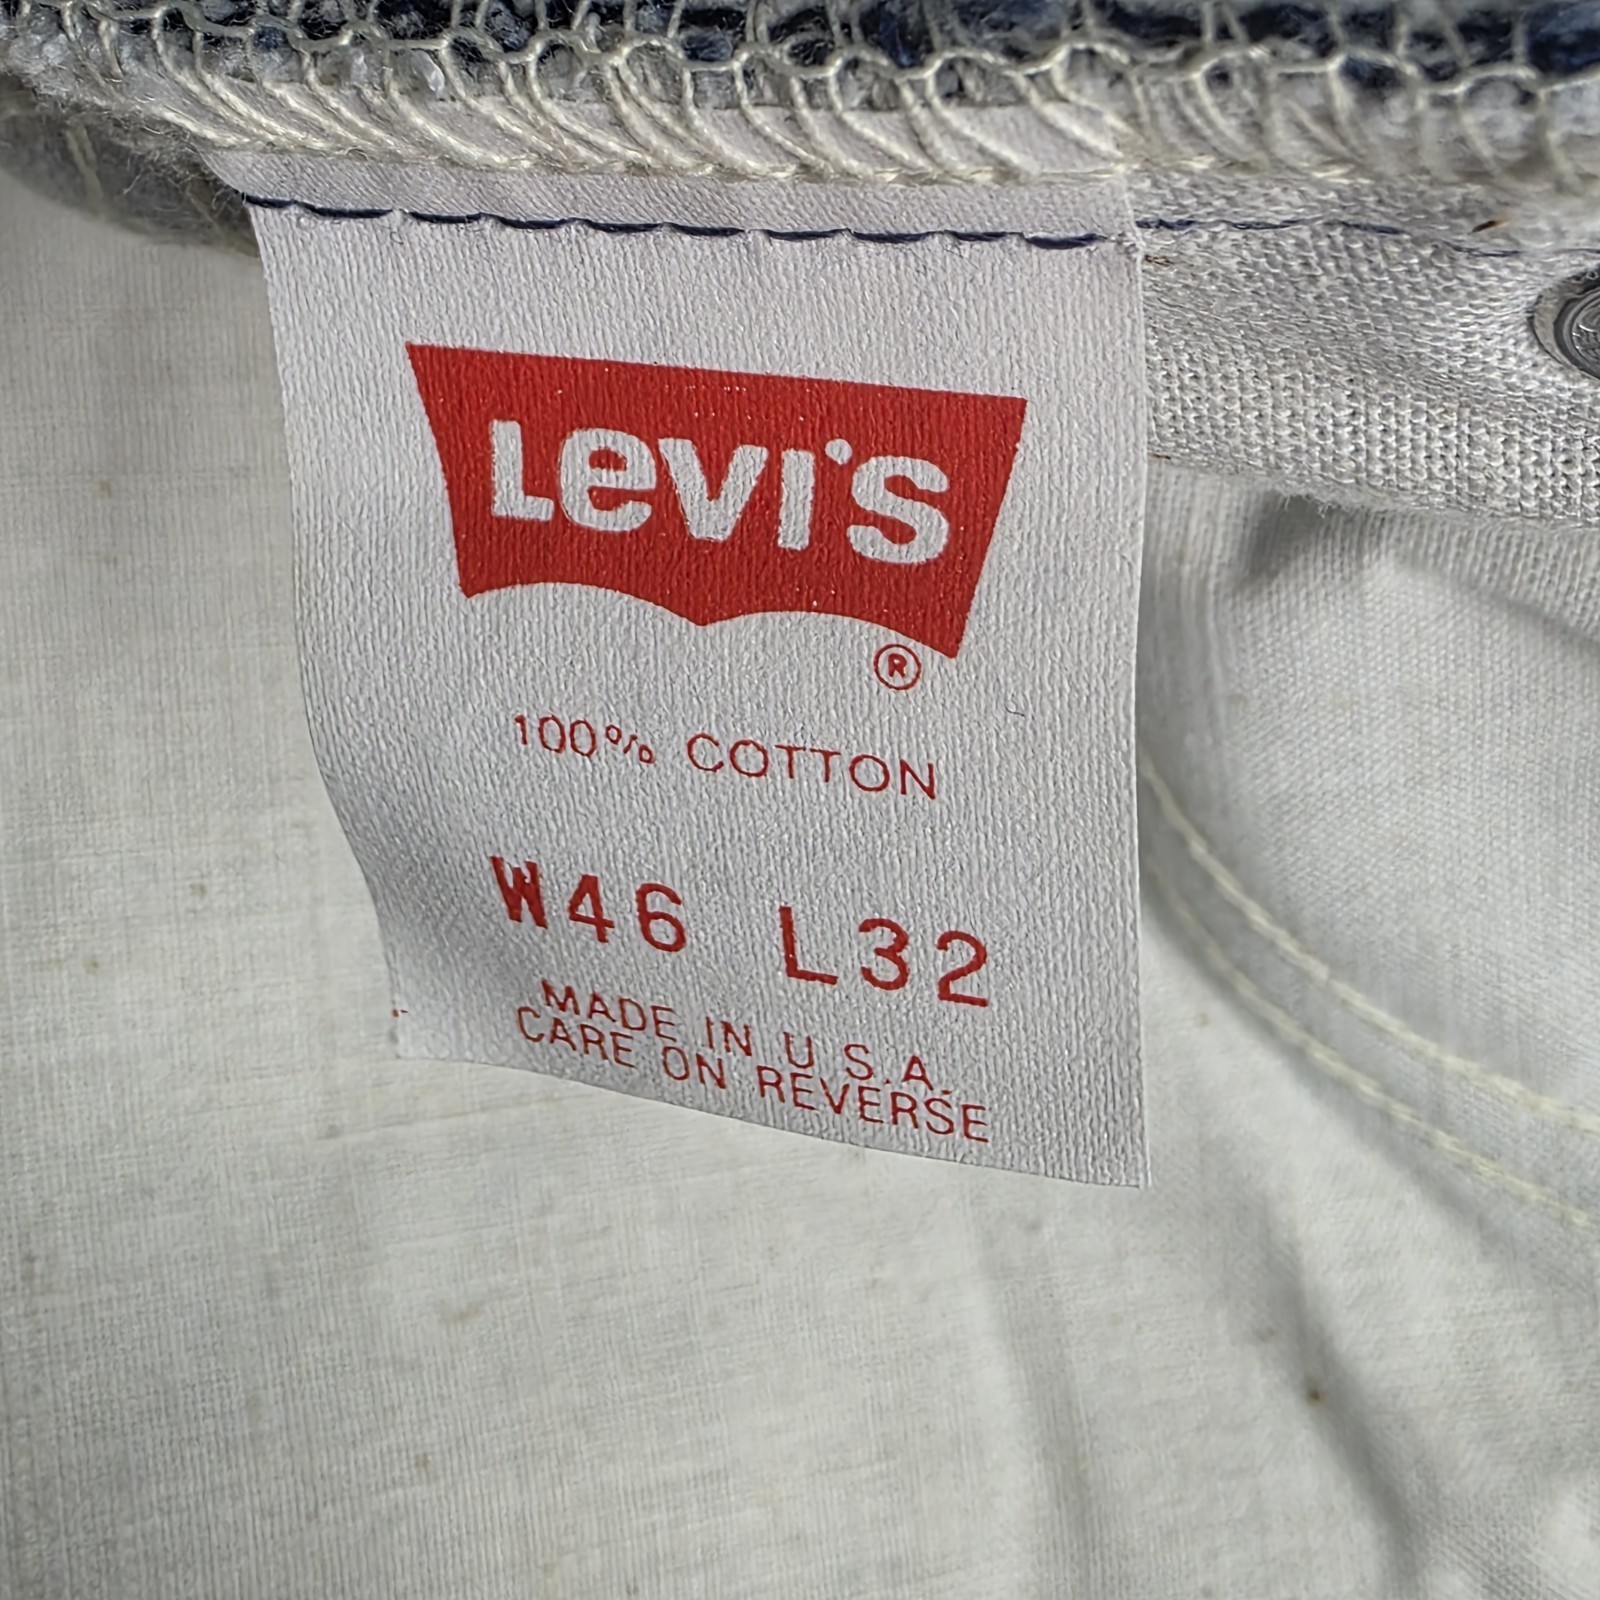 Levi's
®
100% COTTON
W46 L32
MADE IN U.S.A.
CARE ON REVERSE